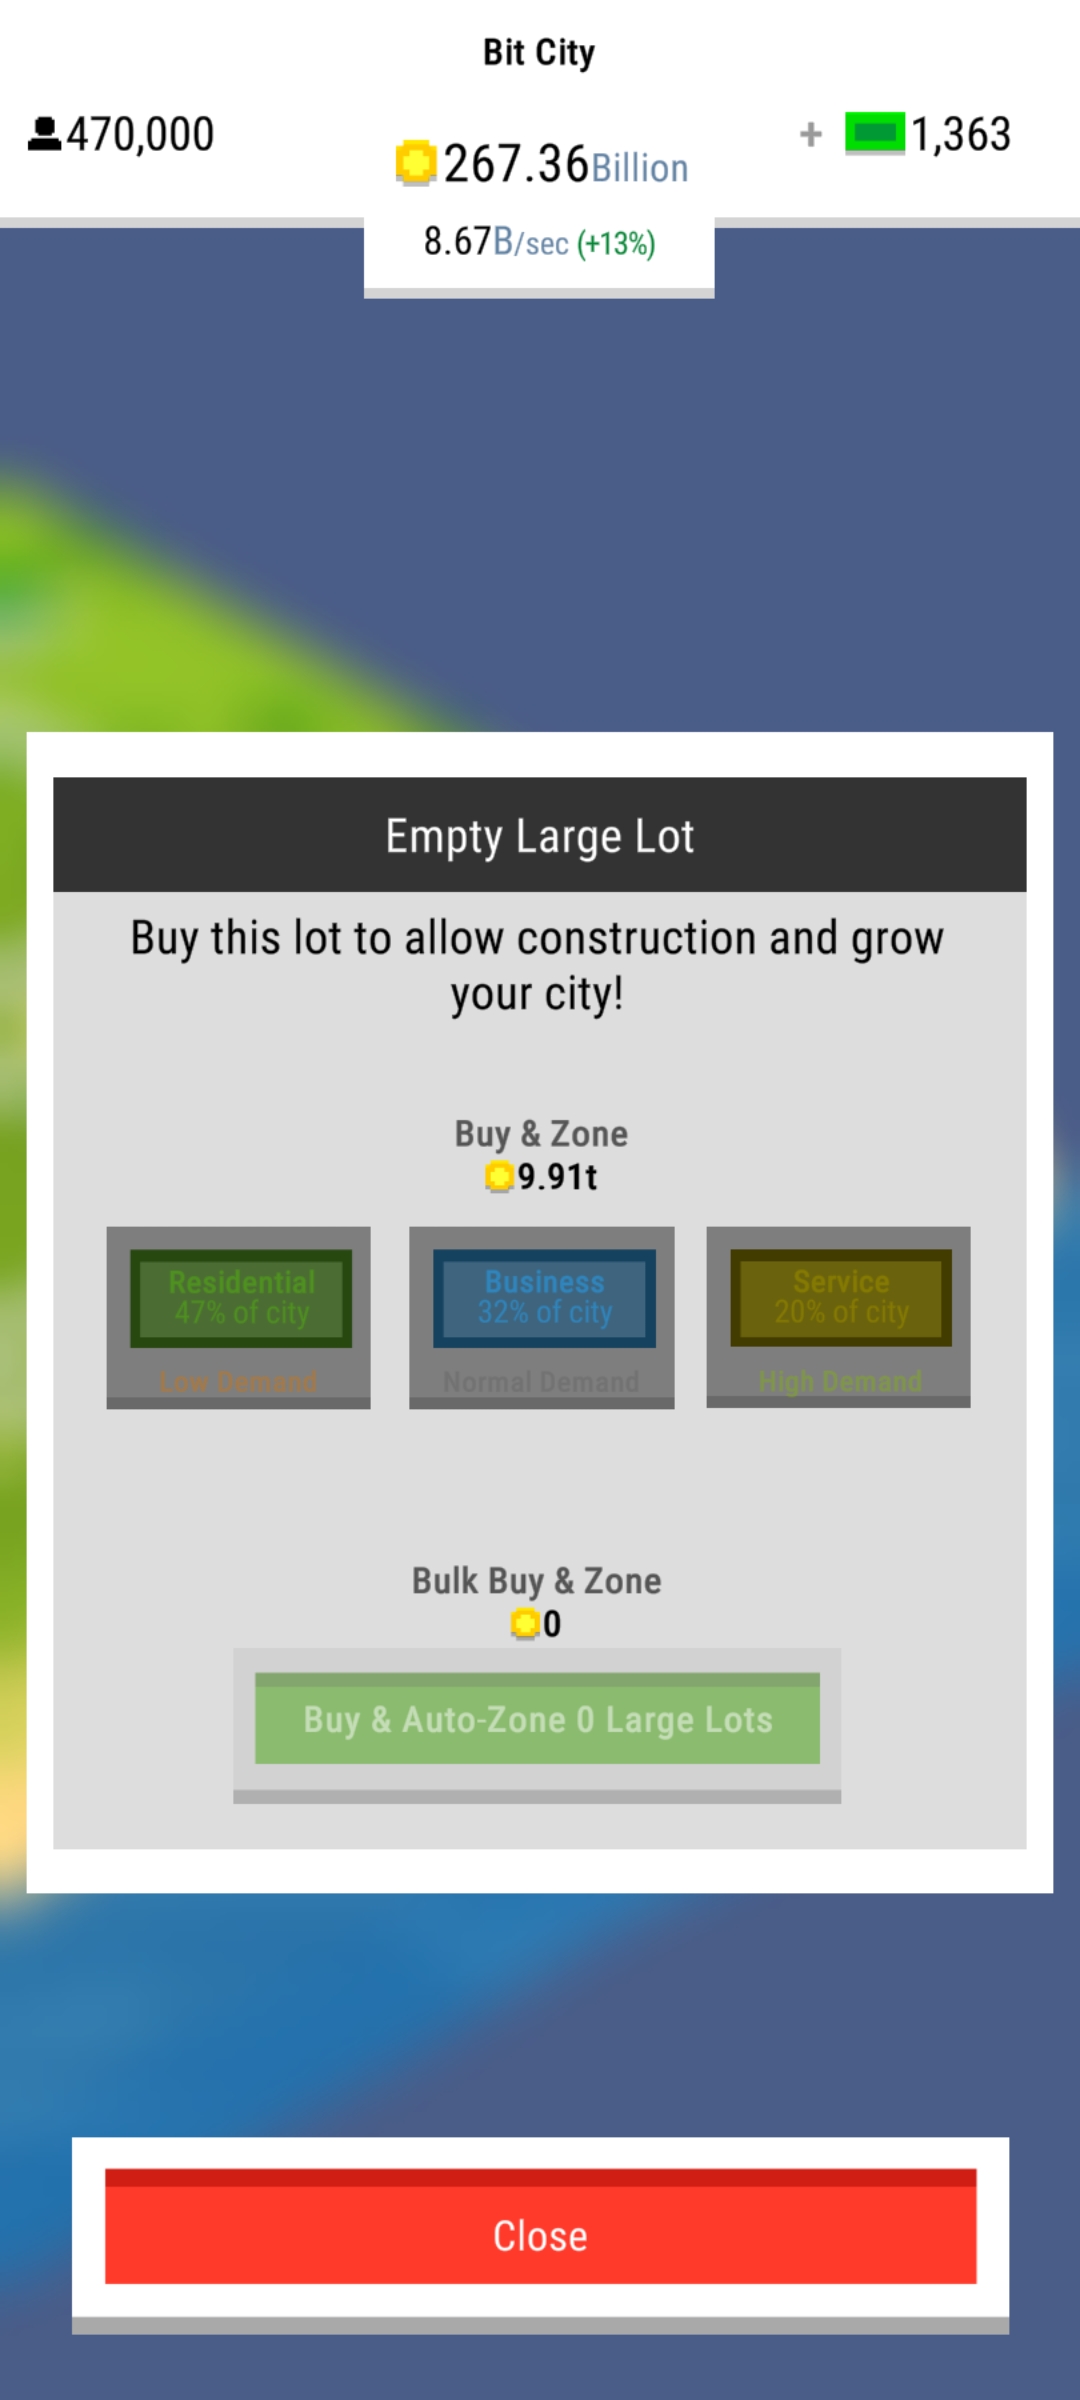 Bit City
470,000
267.36Billion
+ 1,363
8.67B/sec (+13%)
Empty Large Lot
Buy this lot to allow construction and grow
your city!
Buy & Zone
9.91t
Residential
47% of city
Low Demand
Business
32% of city
Normal Demand
Service
20% of city
High Demand
Bulk Buy & Zone
0
Buy & Auto-Zone 0 Large Lots
Close